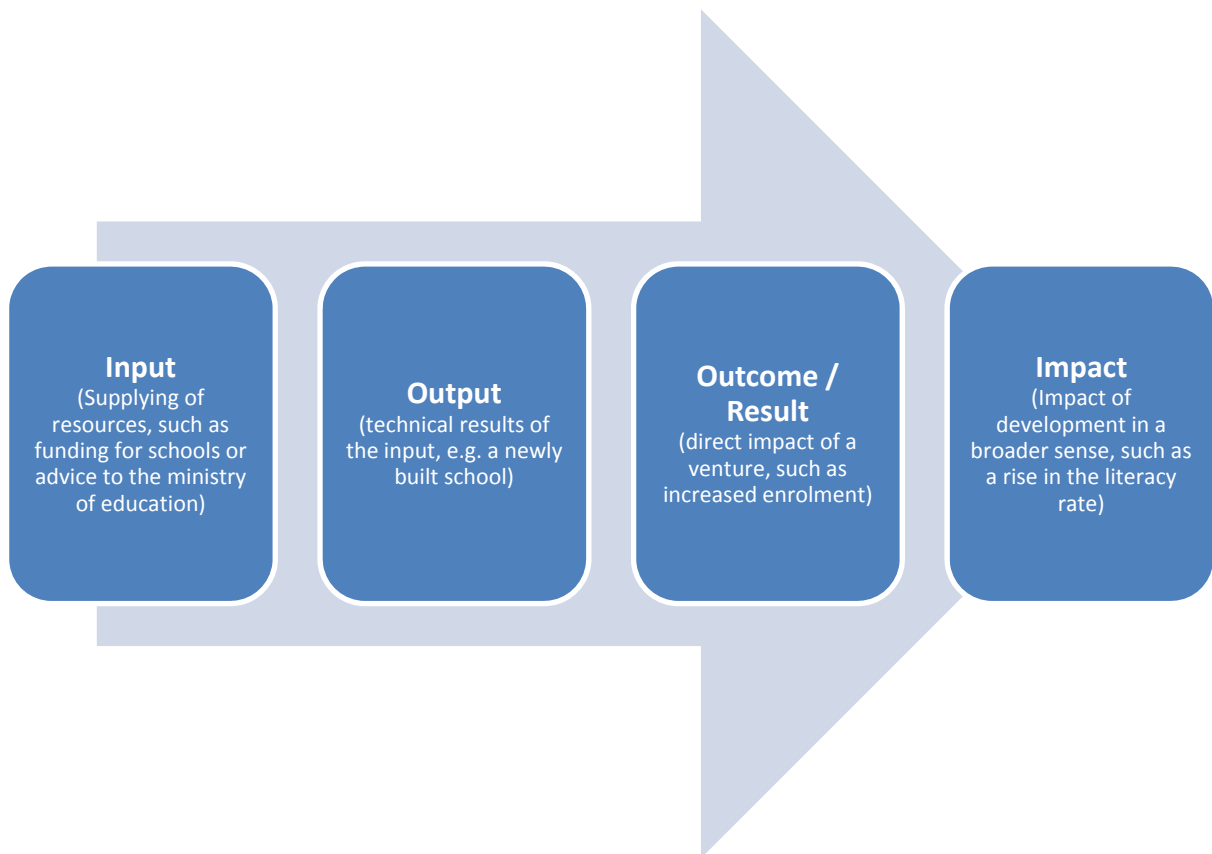 Input
(Supplying of
resources, such as
funding for schools or
advice to the ministry
of education)
Output
(technical results of
the input, e.g. a newly
built school)
Outcome /
Result
(direct impact of a
venture, such as
increased enrolment)
Impact
(Impact of
development in a
broader sense, such as
a rise in the literacy
rate)